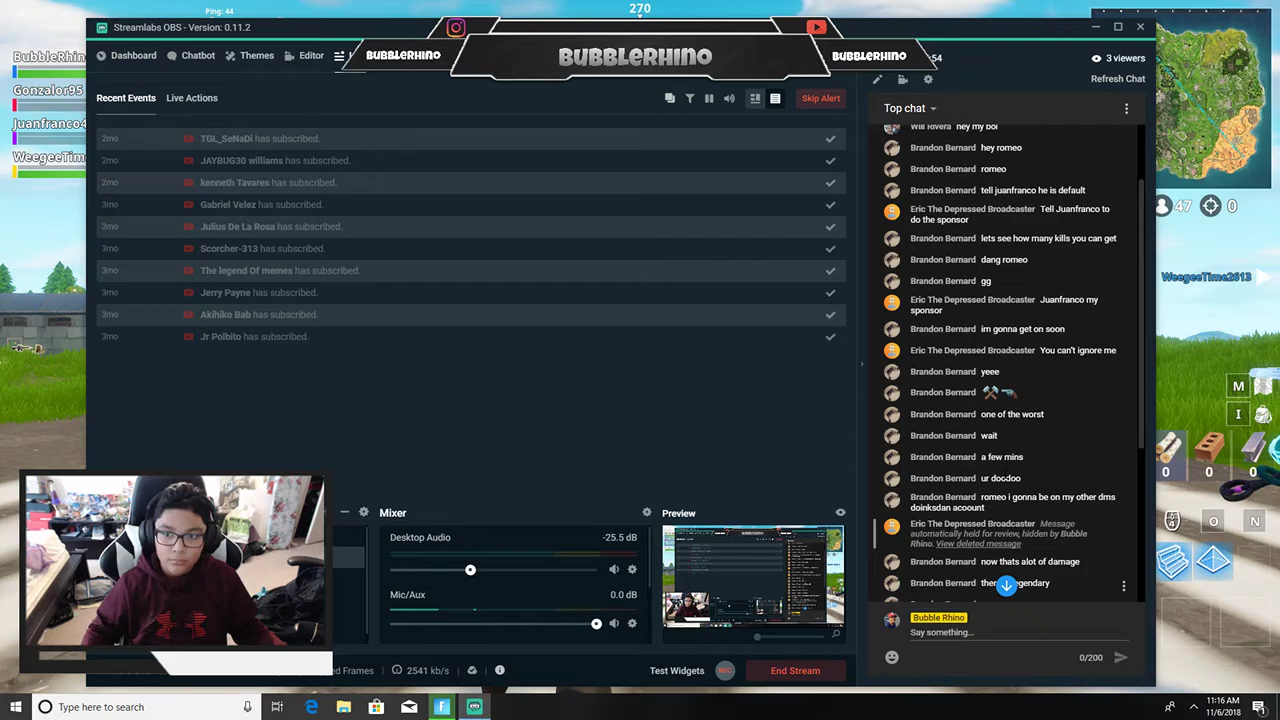 Ping: 44
270
Streamlabs OBS - Version: 0.11.2
Dashboard
Chatbot
Themes
Editor
BUBBLERHINO
BUBBLERHINO
BUBBLERHINO
54
3 viewers
Refresh Chat
BubbleRhin
Gonzalor95
Juanfranco4
WeegeeTim
Recent Events
Live Actions
Skip Alert
2mo TGL_SeNaDi has subscribed.
2mo JAYBUG30 williams has subscribed.
2mo kenneth Tavares has subscribed.
3mo Gabriel Velez has subscribed.
3mo Julius De La Rosa has subscribed.
3mo Scorcher-313 has subscribed.
3mo The legend Of memes has subscribed.
3mo Jerry Payne has subscribed.
3mo Akihiko Bab has subscribed.
3mo Jr Polbito has subscribed.
Top chat
Will Rivera hey my boi
Brandon Bernard hey romeo
Brandon Bernard romeo
Brandon Bernard tell juanfranco he is default
Eric The Depressed Broadcaster Tell Juanfranco to
do the sponsor
Brandon Bernard lets see how many kills you can get
Brandon Bernard dang romeo
Brandon Bernard gg
Eric The Depressed Broadcaster Juanfranco my
sponsor
Brandon Bernard im gonna get on soon
Eric The Depressed Broadcaster You can't ignore me
Brandon Bernard yeee
Brandon Bernard
Brandon Bernard one of the worst
Brandon Bernard wait
Brandon Bernard a few mins
Brandon Bernard ur doodoo
Brandon Bernard romeo i gonna be on my other dms
doinksdan acoount
Eric The Depressed Broadcaster Message
automatically held for review, hidden by Bubble
Rhino. View deleted message
Brandon Bernard now thats alot of damage
Brandon Bernard
Bubble Rhino
Say something...
0/200
47
0
WeegeeTime2613
M
I
0
0
0
4
O
N
Mixer
Desktop Audio
-25.5 dB
Mic/Aux
0.0 dB
Preview
Frames
2541 kb/s
Test Widgets
REC
End Stream
Type here to search
11:16 AM
11/6/2018
1